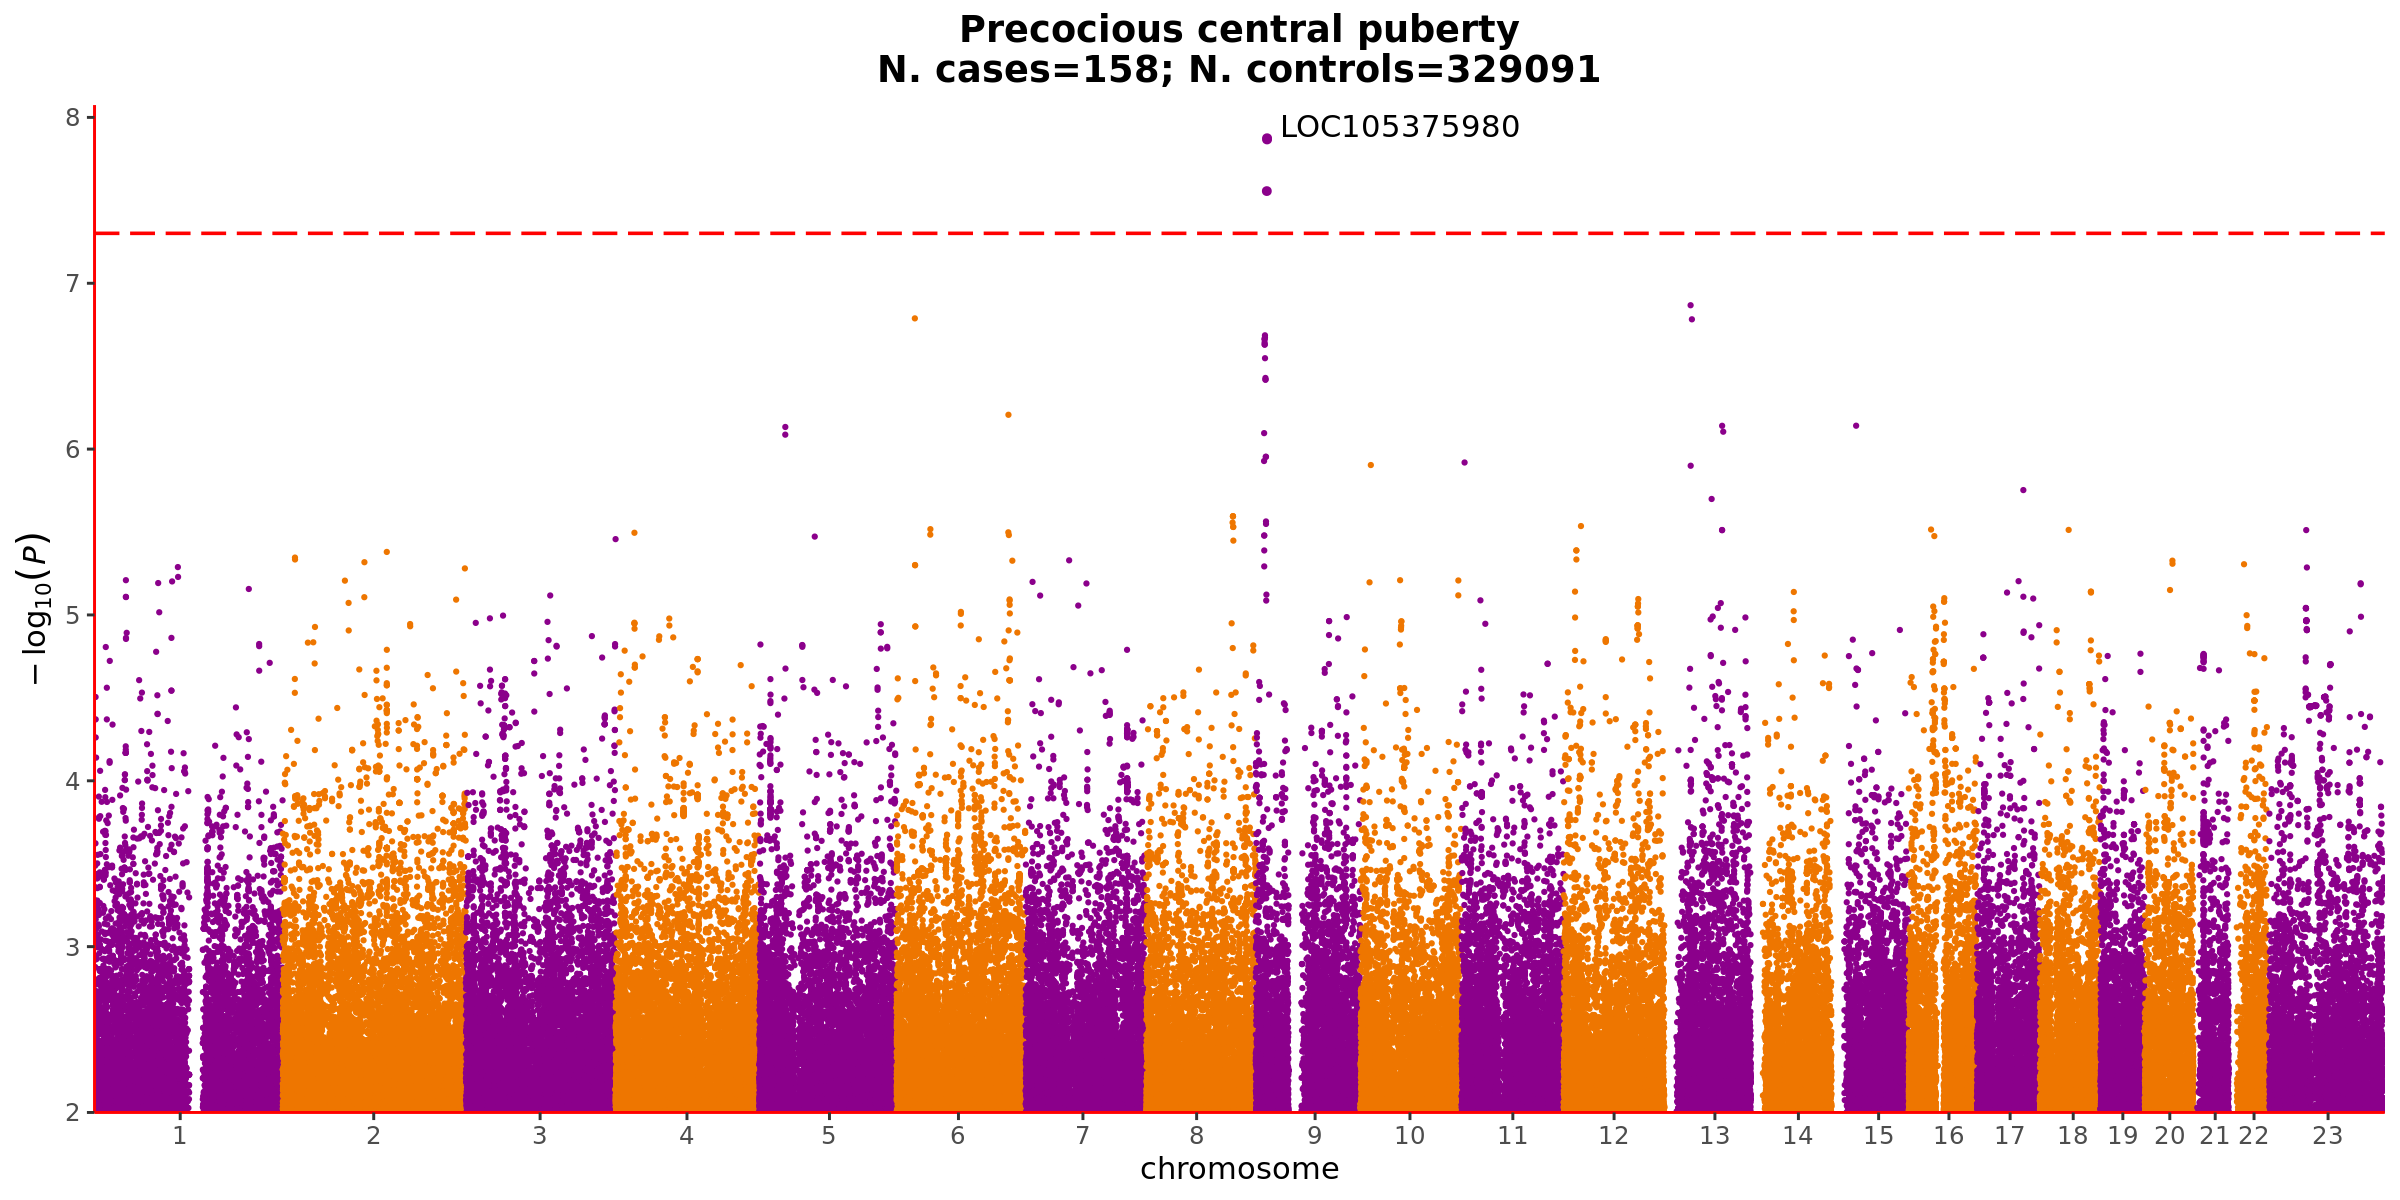 Precocious central puberty
N. cases=158; N. controls=329091
8
LOC105375980
7
6
5
4
3
2
−log10(P)
1 2 3 4 5 6 7 8 9 10 11 12 13 14 15 16 17 18 19 20 21 22 23
chromosome